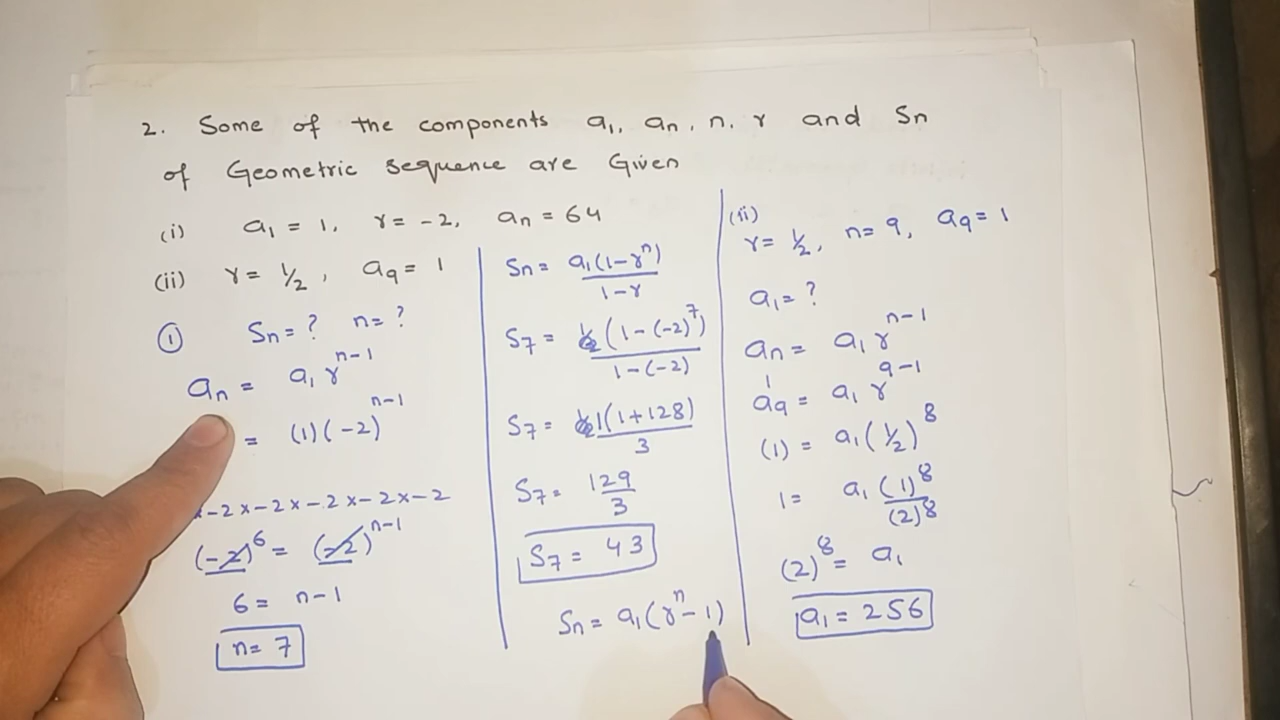 2. Some of the components a₁, aₙ, n, r and Sₙ
of Geometric sequence are Given
(i) a₁ = 1, r = -2, aₙ = 64
(ii) r = 1/2, a₉ = 1
① Sₙ = ? n = ?
aₙ = a₁ rⁿ⁻¹
= (1)(-2)ⁿ⁻¹
-2×-2×-2×-2×-2
(-2)⁶ = (-2)ⁿ⁻¹
6 = n-1
n = 7
Sₙ = a₁(1-rⁿ)/1-r
S₇ = (1-(-2)⁷)/1-(-2)
S₇ = 1(1+128)/3
S₇ = 129/3
S₇ = 43
Sₙ = a₁(rⁿ-1)
(ii)
r = 1/2, n = 9, a₉ = 1
a₁ = ?
aₙ = a₁ rⁿ⁻¹
1
a₉ = a₁ r⁹⁻¹
(1) = a₁(1/2)⁸
1 = a₁ (1)⁸/(2)⁸
(2)⁸ = a₁
a₁ = 256